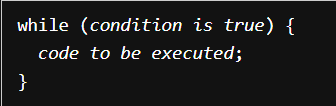 while (condition is true) {
  code to be executed;
}